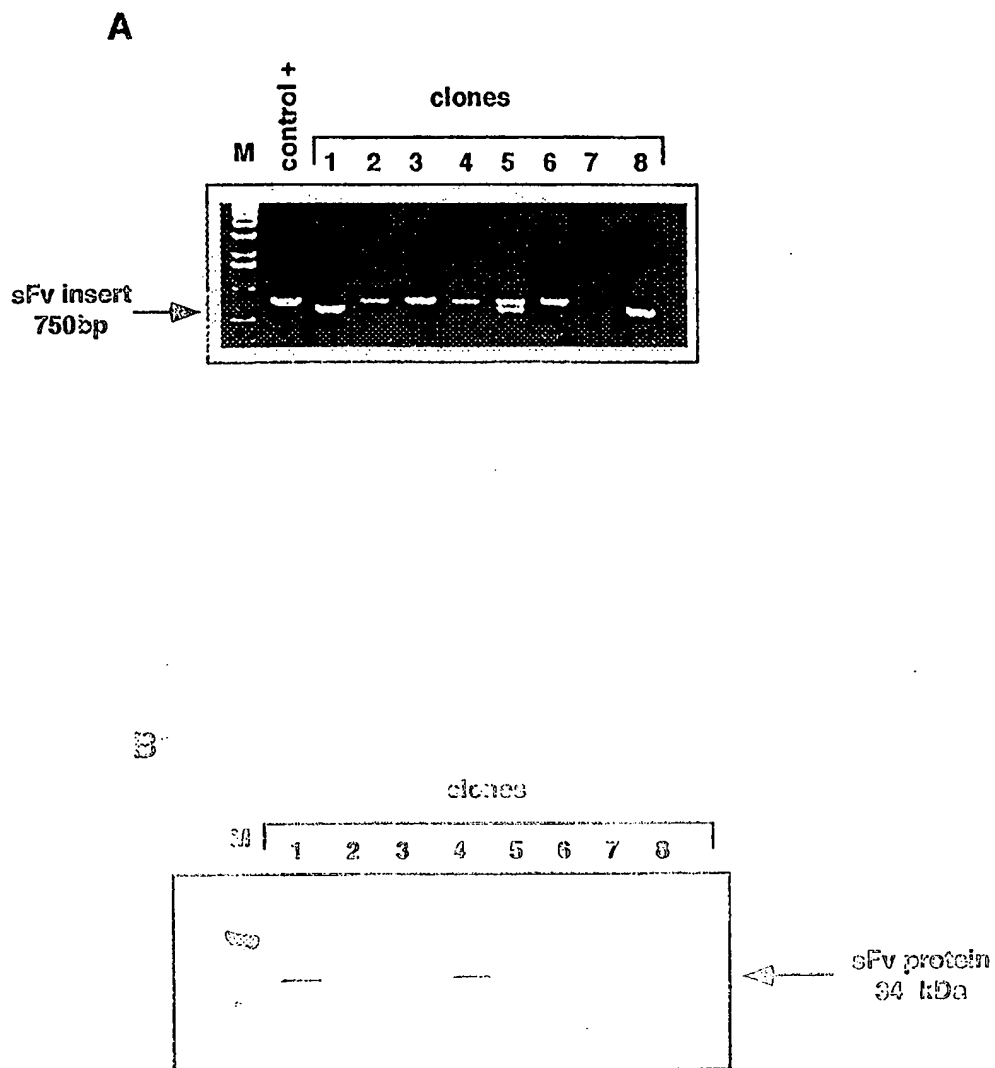 A
control +
clones
M 1 2 3 4 5 6 7 8
sFv insert
750bp
B
clones
M 1 2 3 4 5 6 7 8
sFv protein
34 kDa